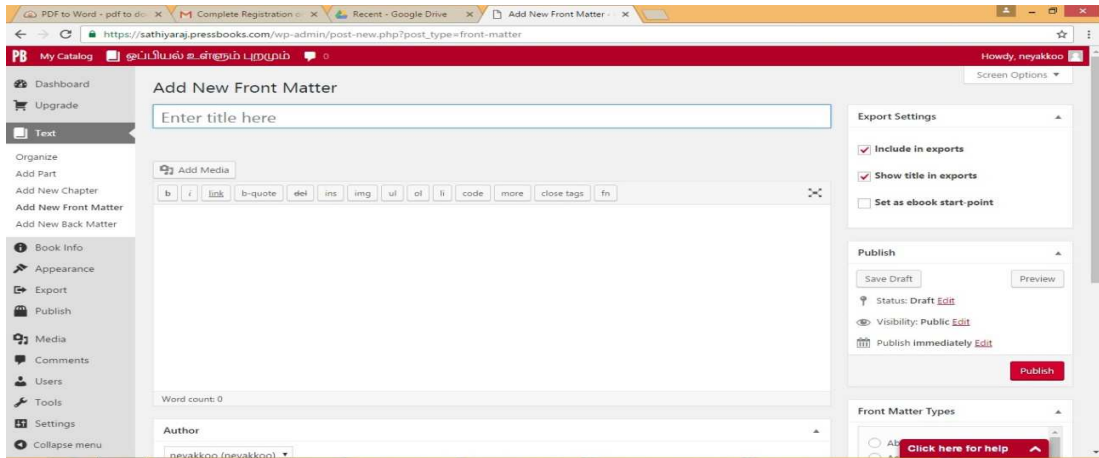 PDF to Word - pdf to do
Complete Registration o
Recent - Google Drive
Add New Front Matter -
https://sathiyaraj.pressbooks.com/wp-admin/post-new.php?post_type=front-matter
PB My Catalog ஒப்பியல் உள்ளும் புறமும் 0
Howdy, neyakkoo
Screen Options
Dashboard
Upgrade
Text
Organize
Add Part
Add New Chapter
Add New Front Matter
Add New Back Matter
Book Info
Appearance
Export
Publish
Media
Comments
Users
Tools
Settings
Collapse menu
Add New Front Matter
Enter title here
Add Media
b i link b-quote del ins img ul ol li code more close tags fn
Word count: 0
Author
neyakkoo (neyakkoo)
Export Settings
Include in exports
Show title in exports
Set as ebook start-point
Publish
Save Draft Preview
Status: Draft Edit
Visibility: Public Edit
Publish immediately Edit
Publish
Front Matter Types
Ab
Click here for help